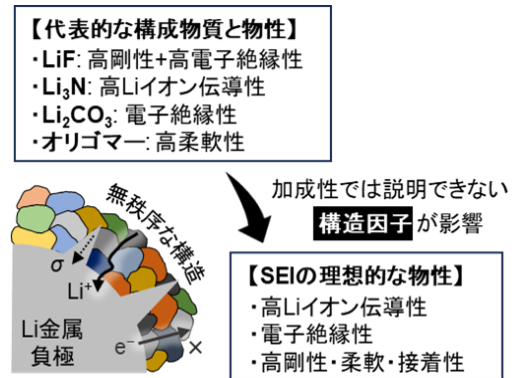 【代表的な構成物質と物性】
・LiF: 高剛性+高電子絶縁性
・Li3N: 高Liイオン伝導性
・Li2CO3: 電子絶縁性
・オリゴマー: 高柔軟性
無秩序な構造
加成性では説明できない
構造因子が影響
σ
Li+
Li金属
負極
e− ×
【SEIの理想的な物性】
・高Liイオン伝導性
・電子絶縁性
・高剛性・柔軟・接着性